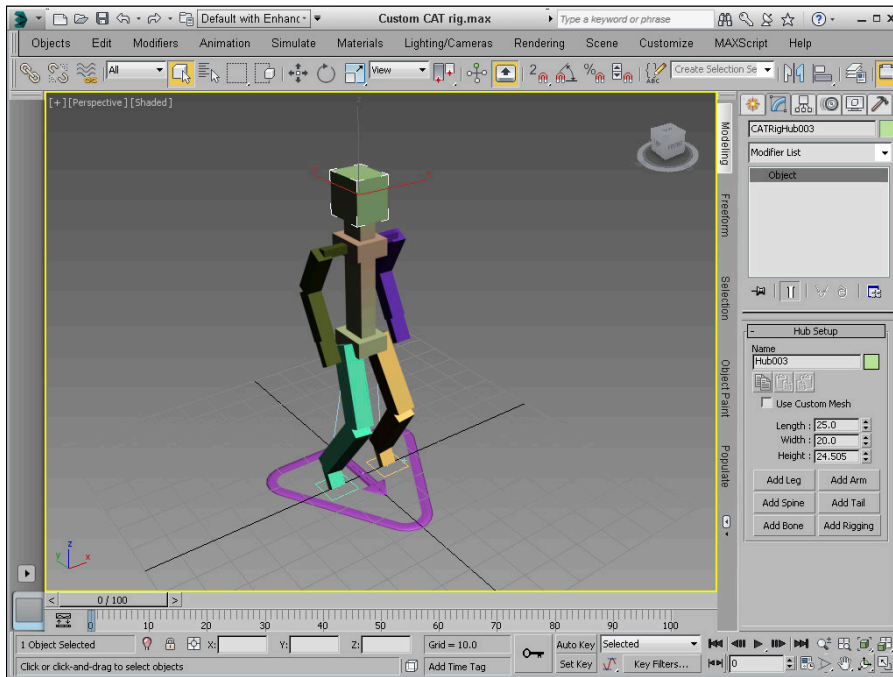 Default with Enhanc
Custom CAT rig.max
Type a keyword or phrase
Objects Edit Modifiers Animation Simulate Materials Lighting/Cameras Rendering Scene Customize MAXScript Help
All
View
2
%
ABC
Create Selection Se
[+] [Perspective] [Shaded]
Modeling
Freeform
Selection
Object Paint
Populate
CATRigHub003
Modifier List
Object
- Hub Setup
Name
Hub003
Use Custom Mesh
Length : 25.0
Width : 20.0
Height : 24.505
Add Leg Add Arm
Add Spine Add Tail
Add Bone Add Rigging
z
y x
< 0 / 100 >
0 10 20 30 40 50 60 70 80 90 100
1 Object Selected X: Y: Z: Grid = 10.0 Auto Key Selected
Click or click-and-drag to select objects Add Time Tag Set Key Key Filters... 0